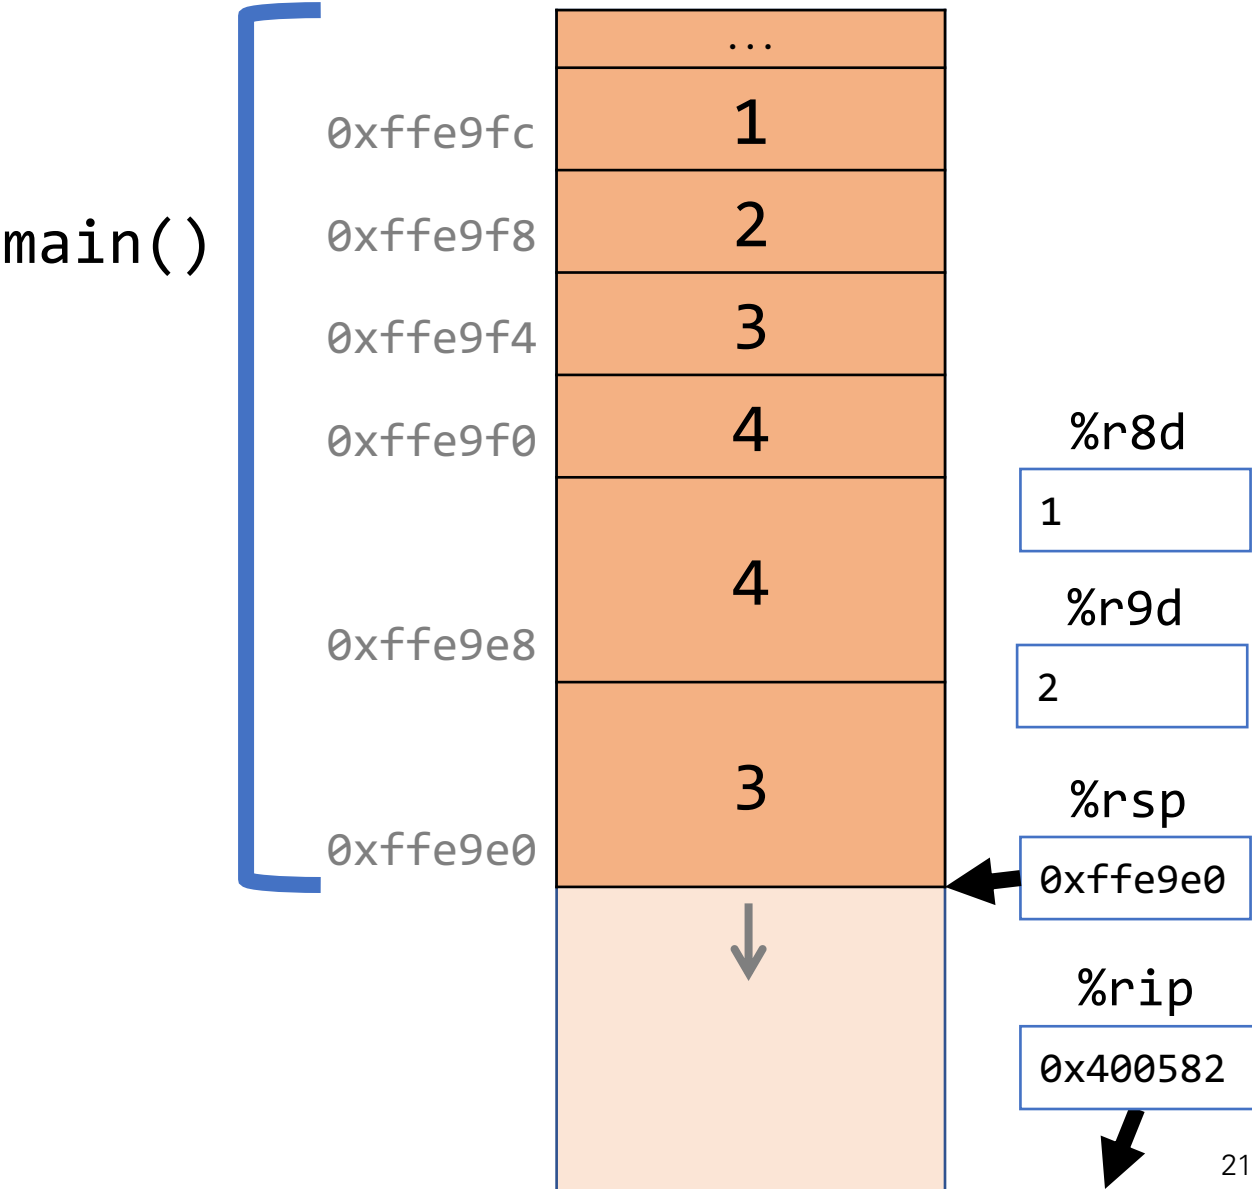 ...
0xffe9fc 1
main() 0xffe9f8 2
0xffe9f4 3
0xffe9f0 4
%r8d
1
4
%r9d
0xffe9e8
2
3
%rsp
0xffe9e0
0xffe9e0
%rip
0x400582
21